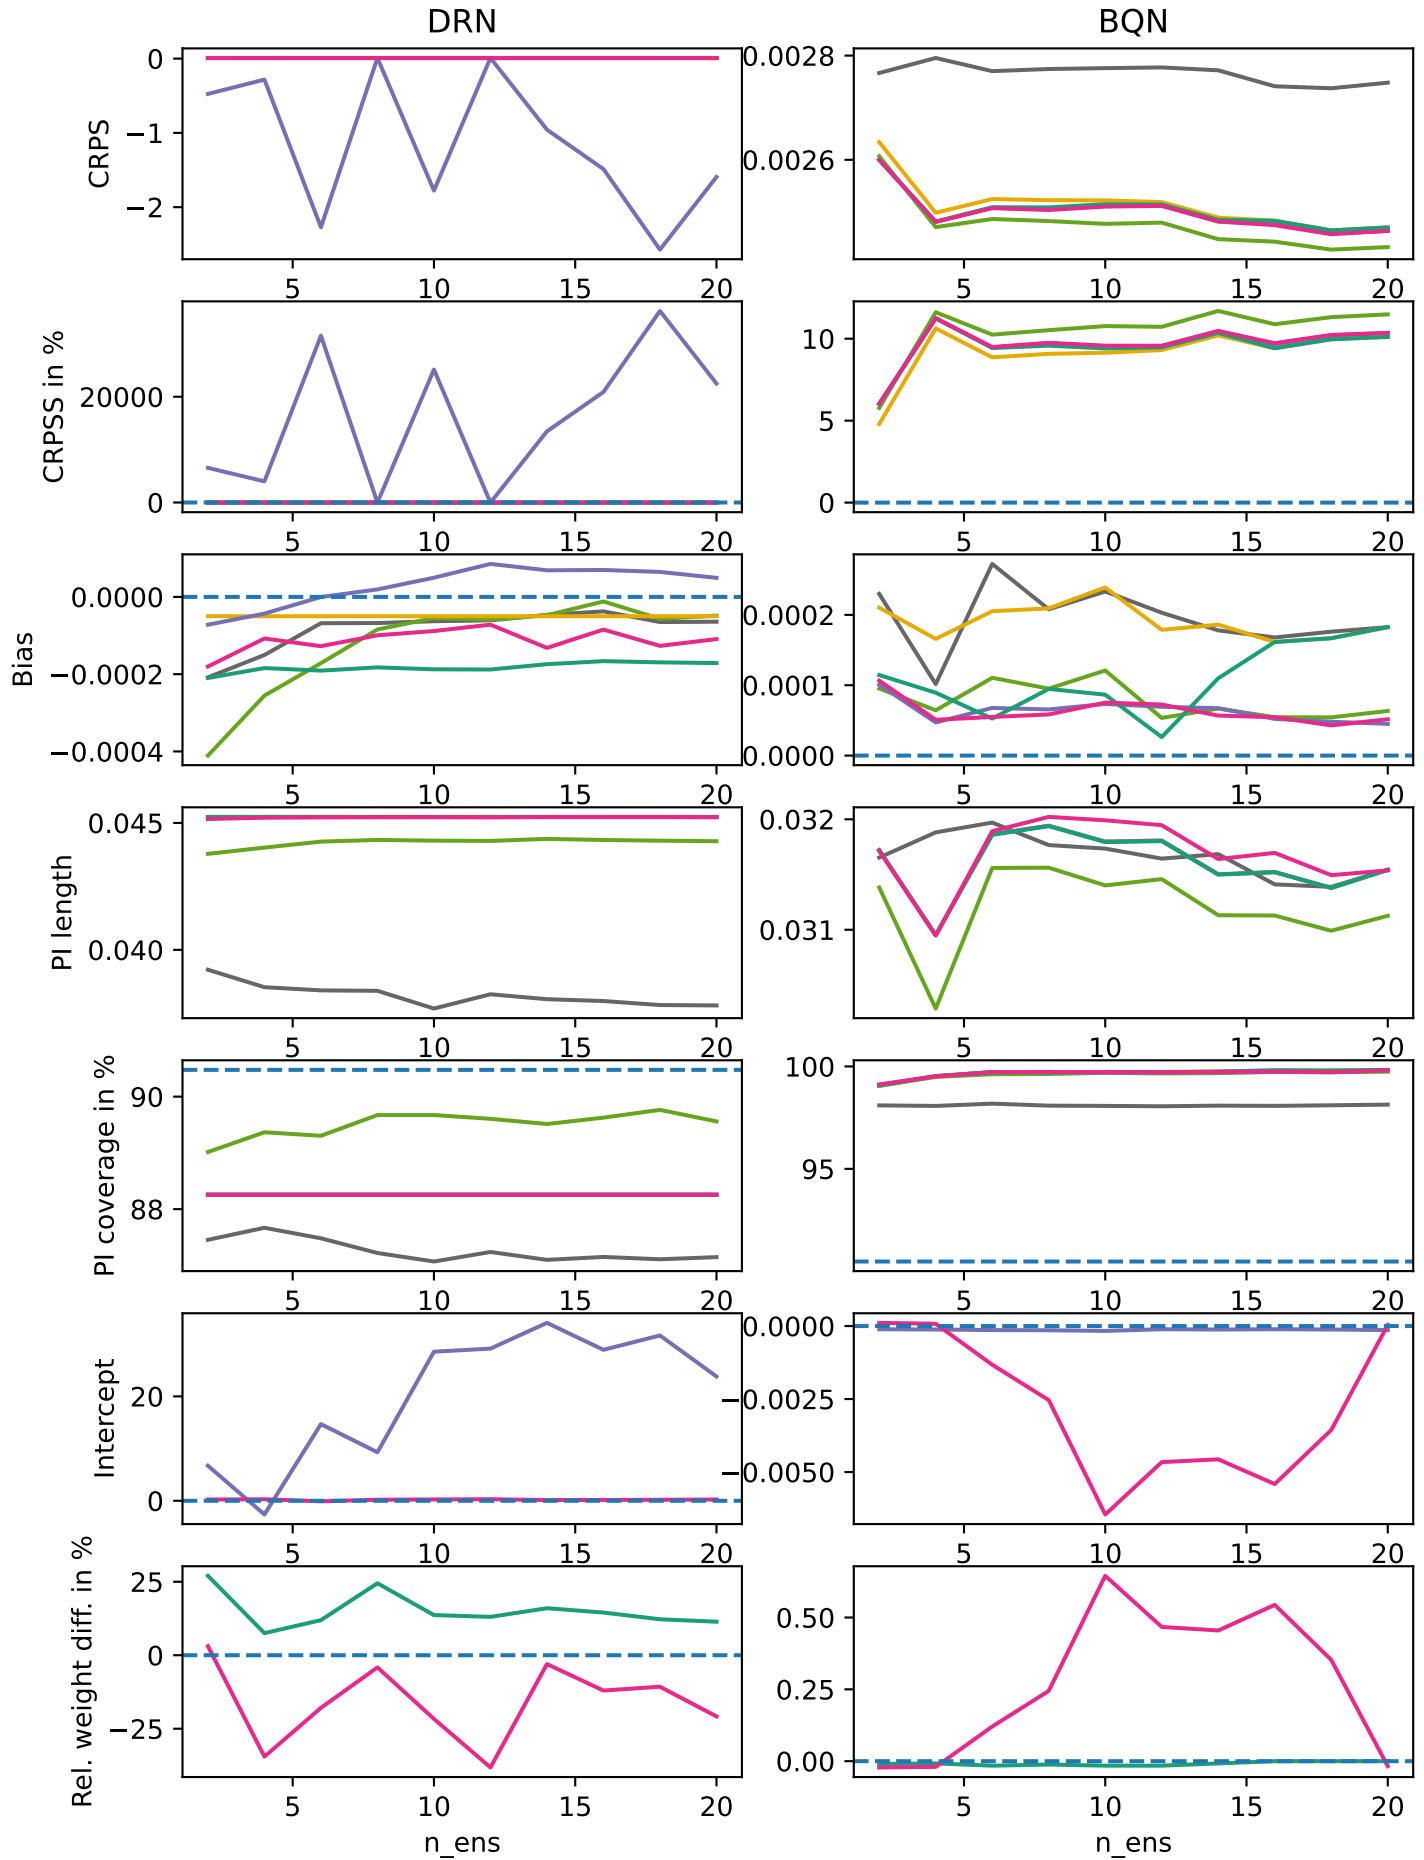 DRN
BQN
CRPS
0
−1
−2
5 10 15 20
0.0028
0.0026
5 10 15 20
CRPSS in %
20000
0
5 10 15 20
10
5
0
5 10 15 20
Bias
0.0000
−0.0002
−0.0004
5 10 15 20
0.0002
0.0001
0.0000
5 10 15 20
PI length
0.045
0.040
5 10 15 20
0.032
0.031
5 10 15 20
PI coverage in %
90
88
5 10 15 20
100
95
5 10 15 20
Intercept
20
0
5 10 15 20
0.0000
−0.0025
−0.0050
5 10 15 20
Rel. weight diff. in %
25
0
−25
5 10 15 20
n_ens
0.50
0.25
0.00
5 10 15 20
n_ens